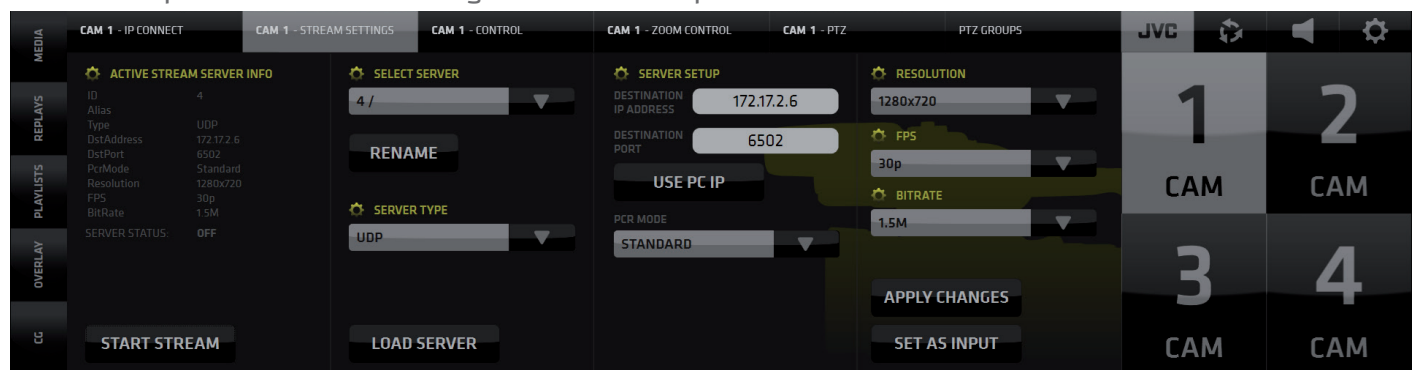 MEDIA
REPLAYS
PLAYLISTS
OVERLAY
CG
CAM 1 - IP CONNECT
CAM 1 - STREAM SETTINGS
CAM 1 - CONTROL
CAM 1 - ZOOM CONTROL
CAM 1 - PTZ
PTZ GROUPS
JVC
ACTIVE STREAM SERVER INFO
ID 4
Alias
Type UDP
DstAddress 172.17.2.6
DstPort 6502
PcrMode Standard
Resolution 1280x720
FPS 30p
BitRate 1.5M
SERVER STATUS: OFF
START STREAM
SELECT SERVER
4 /
RENAME
SERVER TYPE
UDP
LOAD SERVER
SERVER SETUP
DESTINATION
IP ADDRESS
172.17.2.6
DESTINATION
PORT
6502
USE PC IP
PCR MODE
STANDARD
RESOLUTION
1280x720
FPS
30p
BITRATE
1.5M
APPLY CHANGES
SET AS INPUT
1
CAM
2
CAM
3
CAM
4
CAM